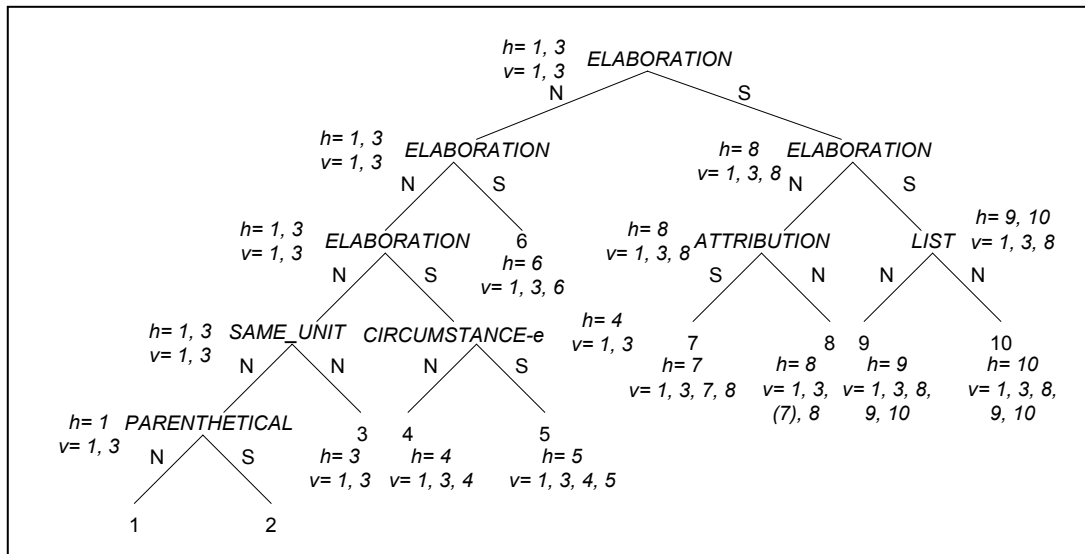 h= 1, 3 ELABORATION
v= 1, 3
N S
h= 1, 3 ELABORATION h= 8 ELABORATION
v= 1, 3 v= 1, 3, 8
N S N S
h= 1, 3 ELABORATION 6 h= 8 ATTRIBUTION LIST h= 9, 10
v= 1, 3 h= 6 v= 1, 3, 8 v= 1, 3, 8
v= 1, 3, 6
N S S N N N
h= 1, 3 SAME_UNIT CIRCUMSTANCE-e h= 4 7 8 9 10
v= 1, 3 v= 1, 3 h= 7 h= 8 h= 9 h= 10
N N N S v= 1, 3, 7, 8 v= 1, 3, v= 1, 3, 8, v= 1, 3, 8,
(7), 8 9, 10 9, 10
h= 1 PARENTHETICAL 3 4 5
v= 1, 3 h= 3 h= 4 h= 5
N S v= 1, 3 v= 1, 3, 4 v= 1, 3, 4, 5
1 2